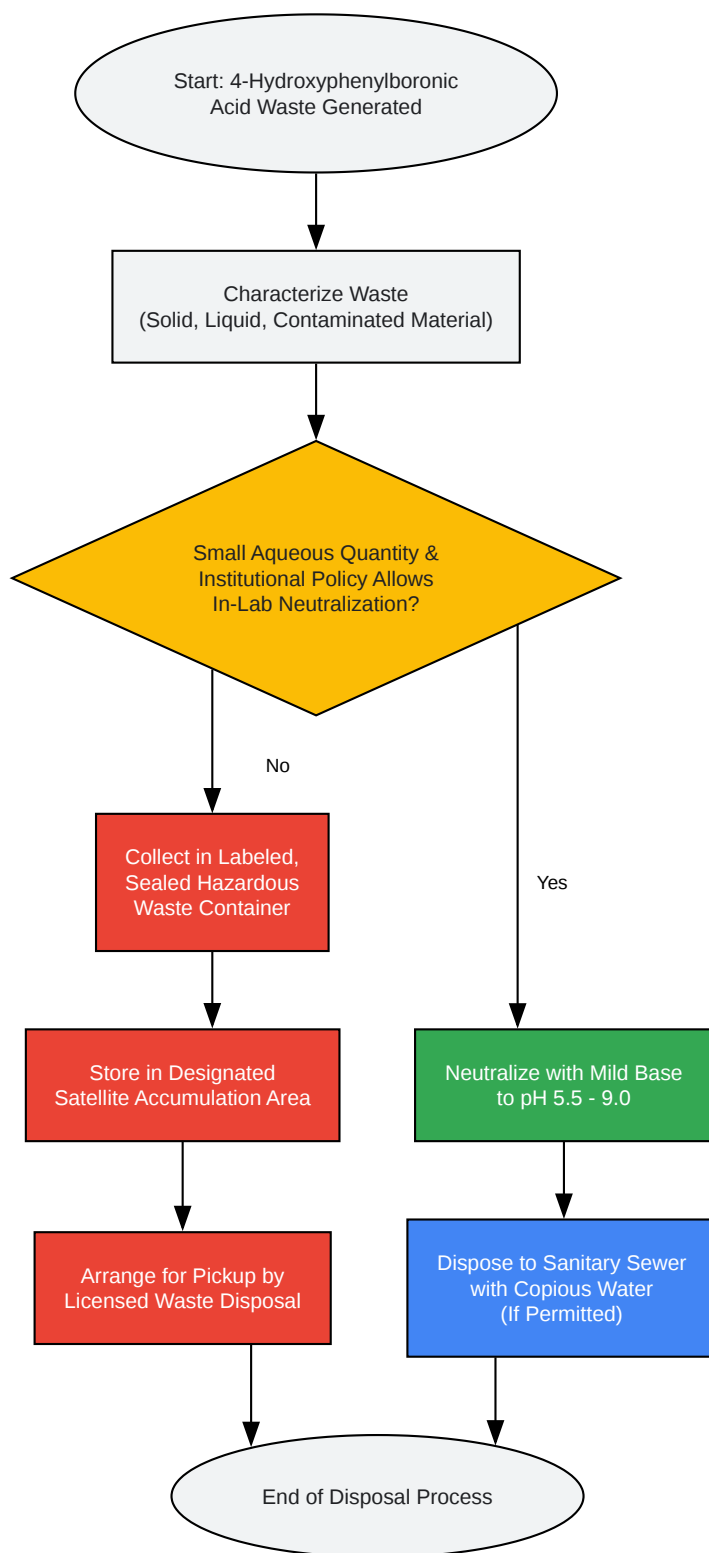 Start: 4-Hydroxyphenylboronic
Acid Waste Generated
Characterize Waste
(Solid, Liquid, Contaminated Material)
Small Aqueous Quantity &
Institutional Policy Allows
In-Lab Neutralization?
No
Collect in Labeled,
Sealed Hazardous
Waste Container
Yes
Store in Designated
Satellite Accumulation Area
Neutralize with Mild Base
to pH 5.5 - 9.0
Arrange for Pickup by
Licensed Waste Disposal
Dispose to Sanitary Sewer
with Copious Water
(If Permitted)
End of Disposal Process